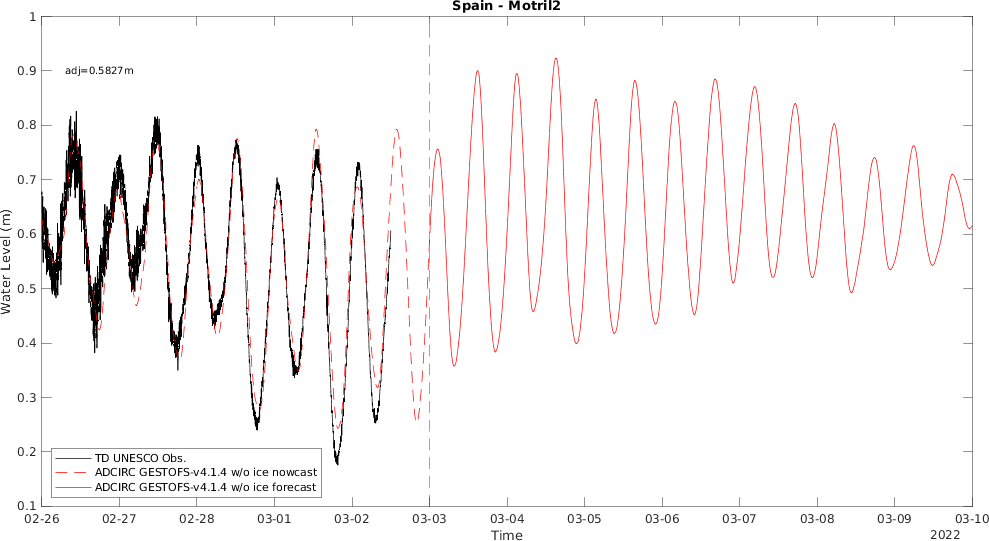 Spain - Motril2
1
0.9
0.8
0.7
0.6
0.5
0.4
0.3
0.2
0.1
Water Level (m)
adj=0.5827m
TD UNESCO Obs.
ADCIRC GESTOFS-v4.1.4 w/o ice nowcast
ADCIRC GESTOFS-v4.1.4 w/o ice forecast
02-26 02-27 02-28 03-01 03-02 03-03 03-04 03-05 03-06 03-07 03-08 03-09 03-10
Time
2022